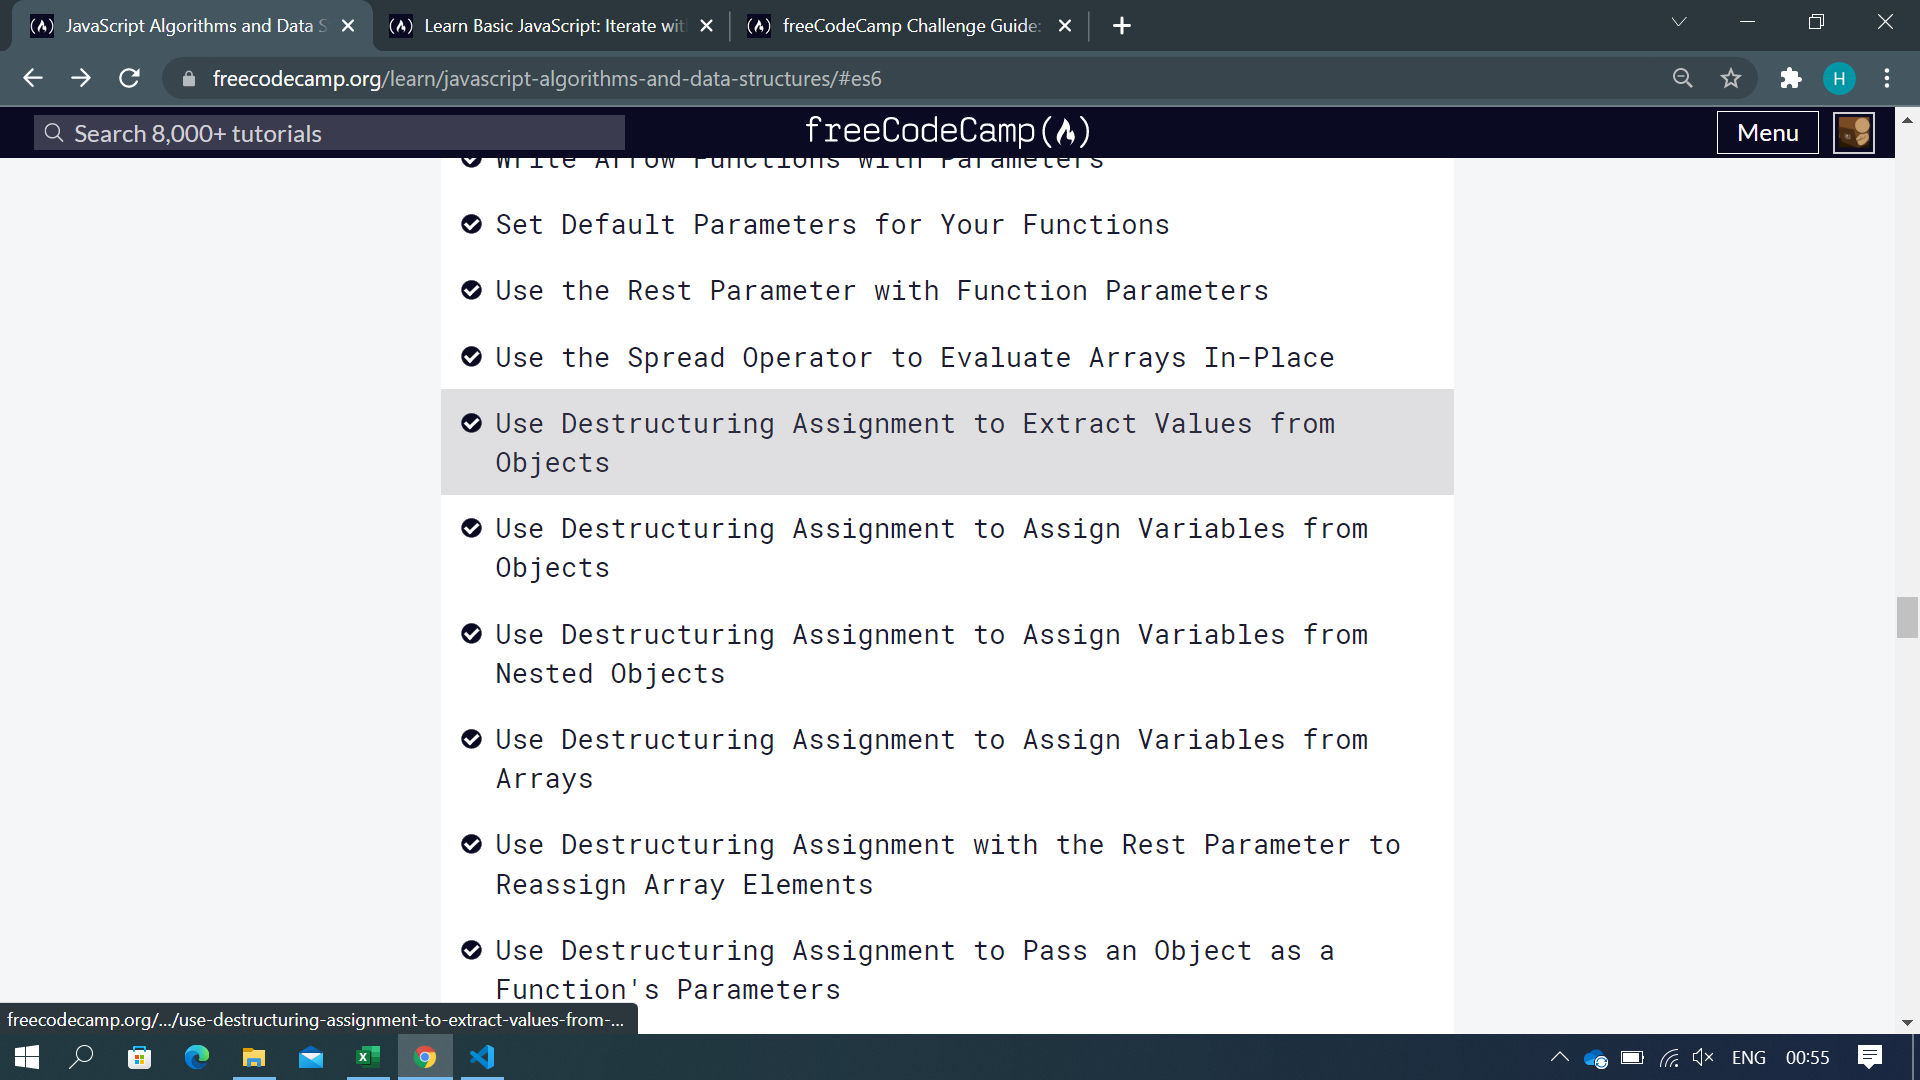 JavaScript Algorithms and Data S
Learn Basic JavaScript: Iterate wit
freeCodeCamp Challenge Guide:
freecodecamp.org/learn/javascript-algorithms-and-data-structures/#es6
H
Search 8,000+ tutorials
freeCodeCamp
Menu
Write Arrow Functions with Parameters
Set Default Parameters for Your Functions
Use the Rest Parameter with Function Parameters
Use the Spread Operator to Evaluate Arrays In-Place
Use Destructuring Assignment to Extract Values from
Objects
Use Destructuring Assignment to Assign Variables from
Objects
Use Destructuring Assignment to Assign Variables from
Nested Objects
Use Destructuring Assignment to Assign Variables from
Arrays
Use Destructuring Assignment with the Rest Parameter to
Reassign Array Elements
Use Destructuring Assignment to Pass an Object as a
Function's Parameters
freecodecamp.org/.../use-destructuring-assignment-to-extract-values-from-...
ENG
00:55